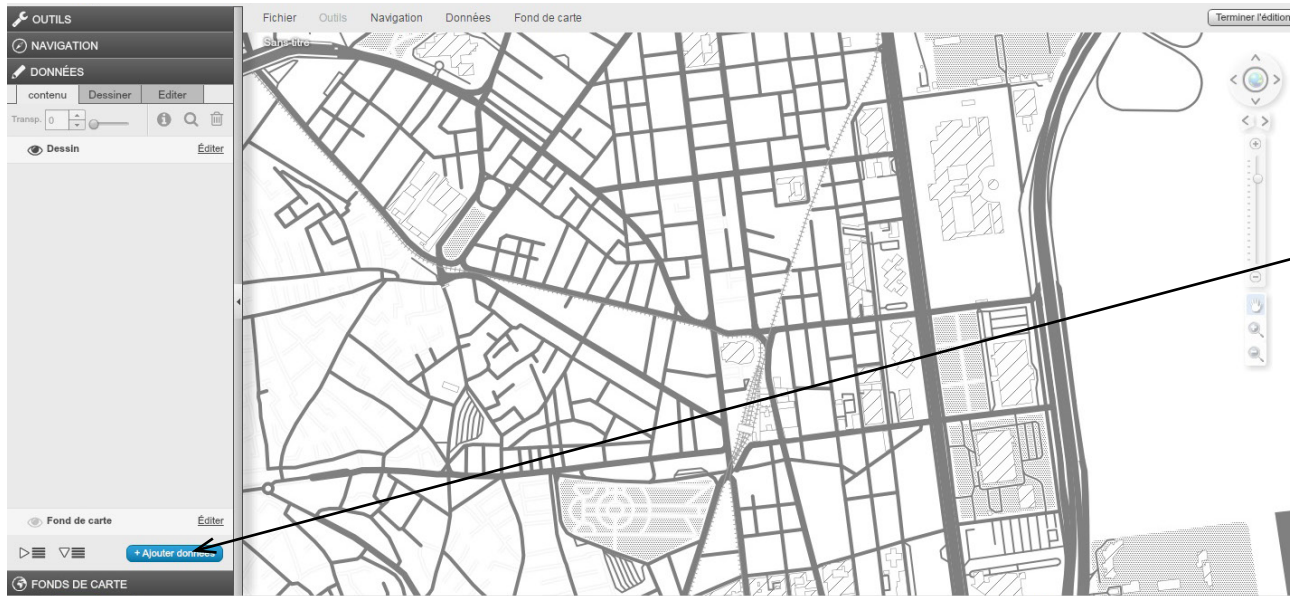 OUTILS
NAVIGATION
DONNÉES
contenu Dessiner Editer
Transp. 0
Dessin Éditer
Fond de carte Éditer
+ Ajouter données
FONDS DE CARTE
Fichier Outils Navigation Données Fond de carte
Terminer l'édition
Sans-titre